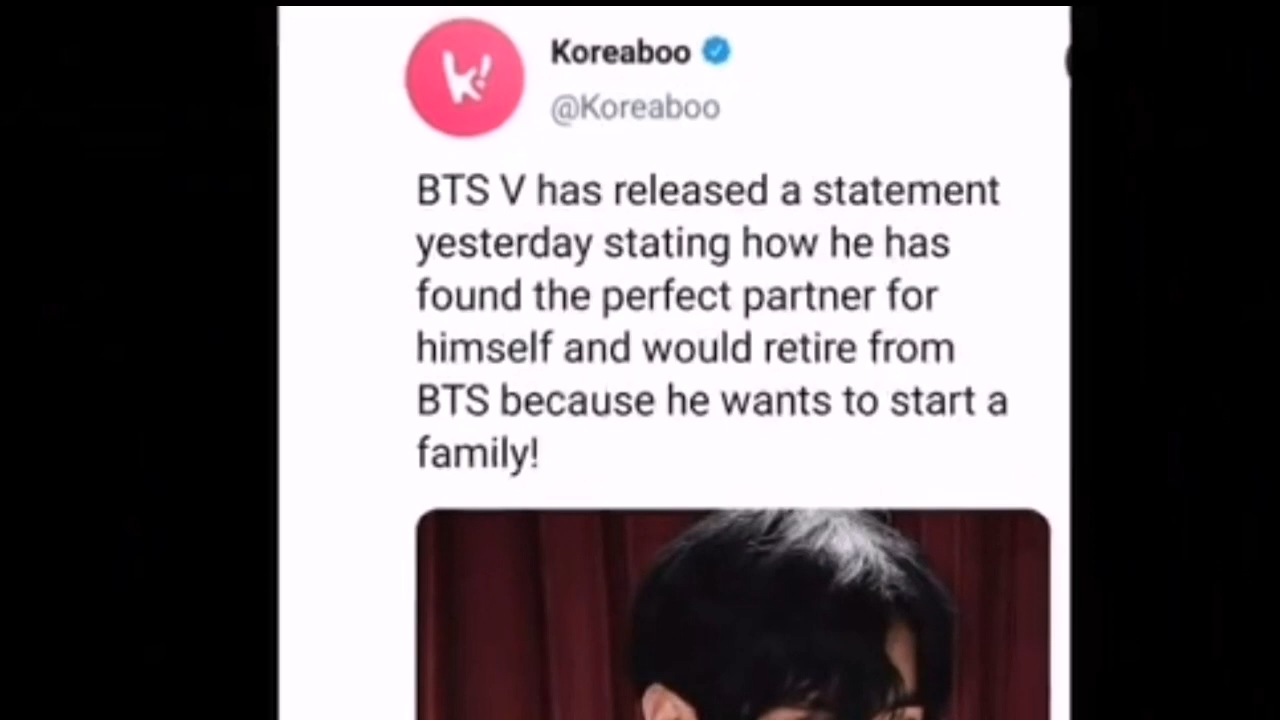 Koreaboo
@Koreaboo
BTS V has released a statement
yesterday stating how he has
found the perfect partner for
himself and would retire from
BTS because he wants to start a
family!